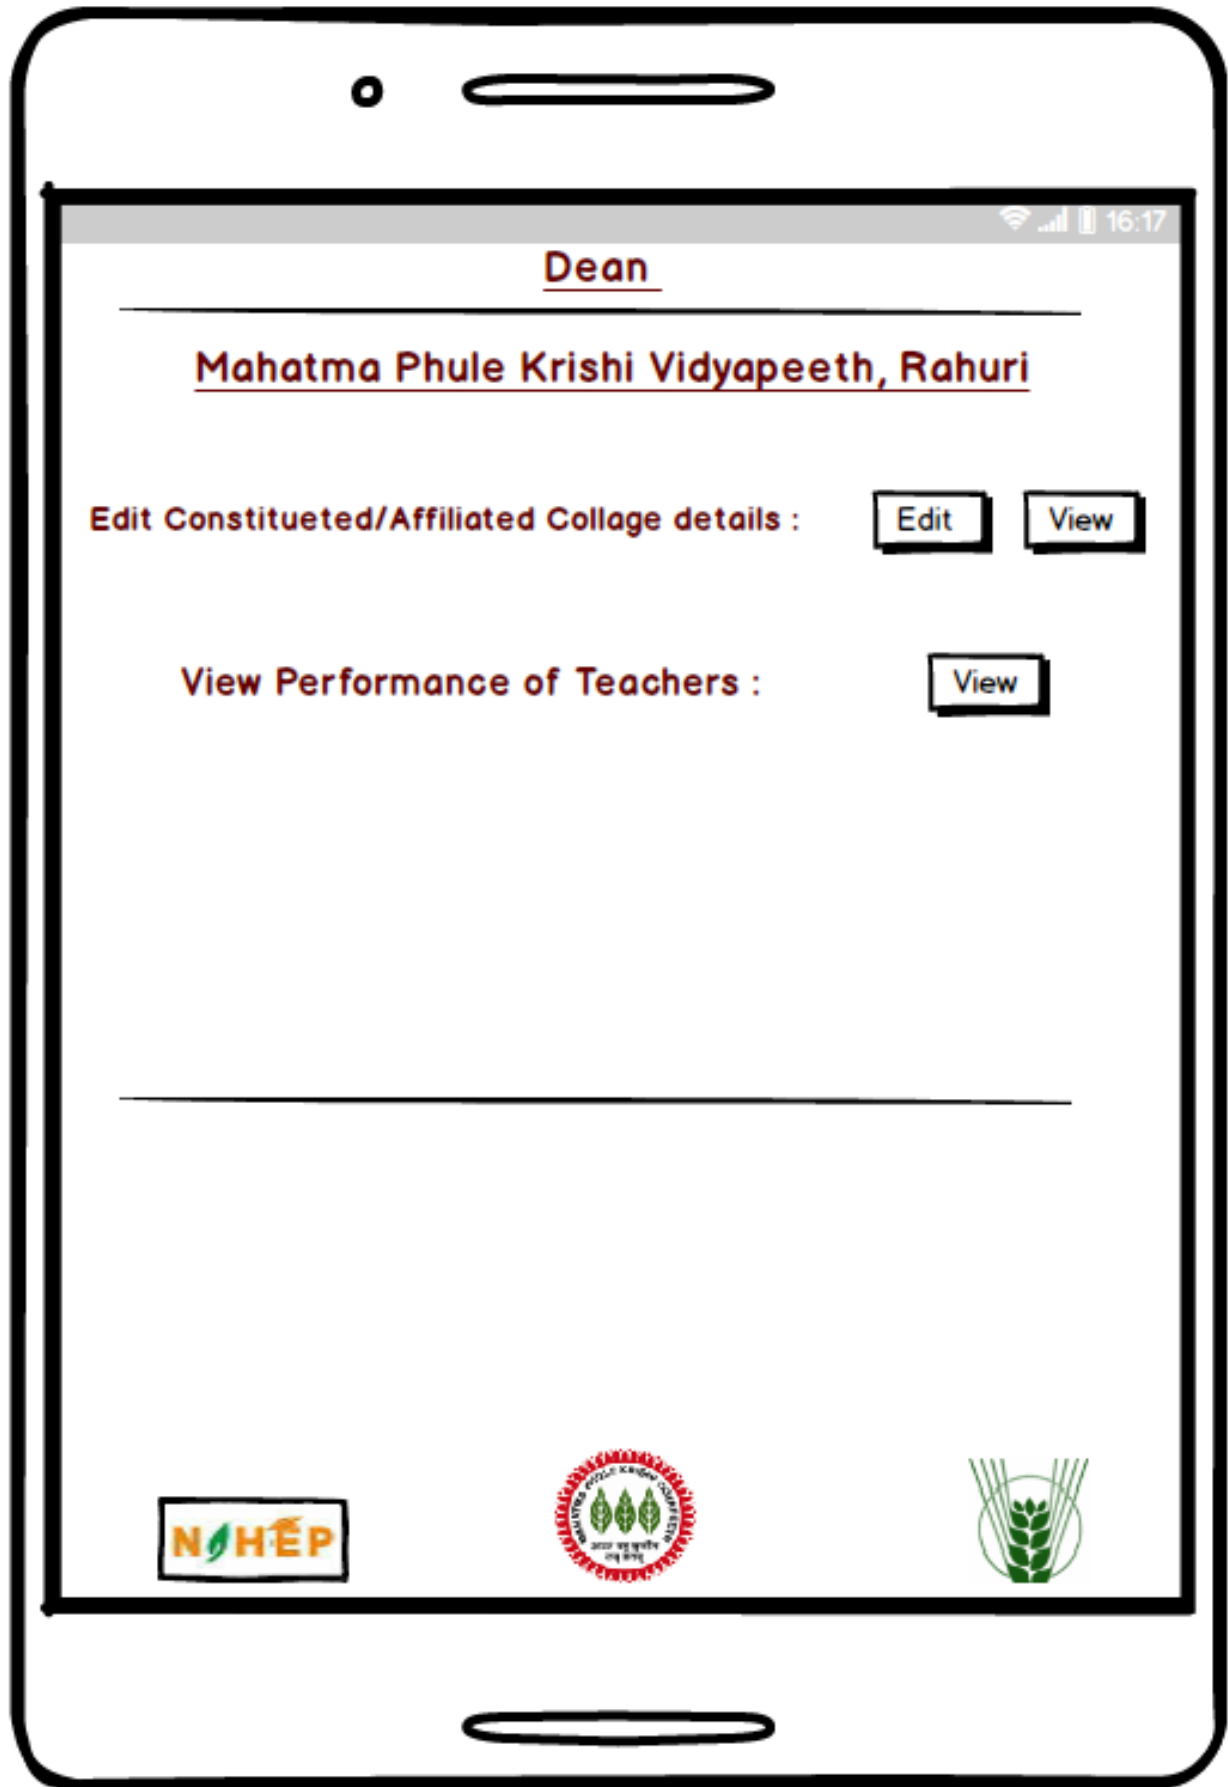 16:17
Dean
Mahatma Phule Krishi Vidyapeeth, Rahuri
Edit Constitueted/Affiliated Collage details :
Edit
View
View Performance of Teachers :
View
NAHEP